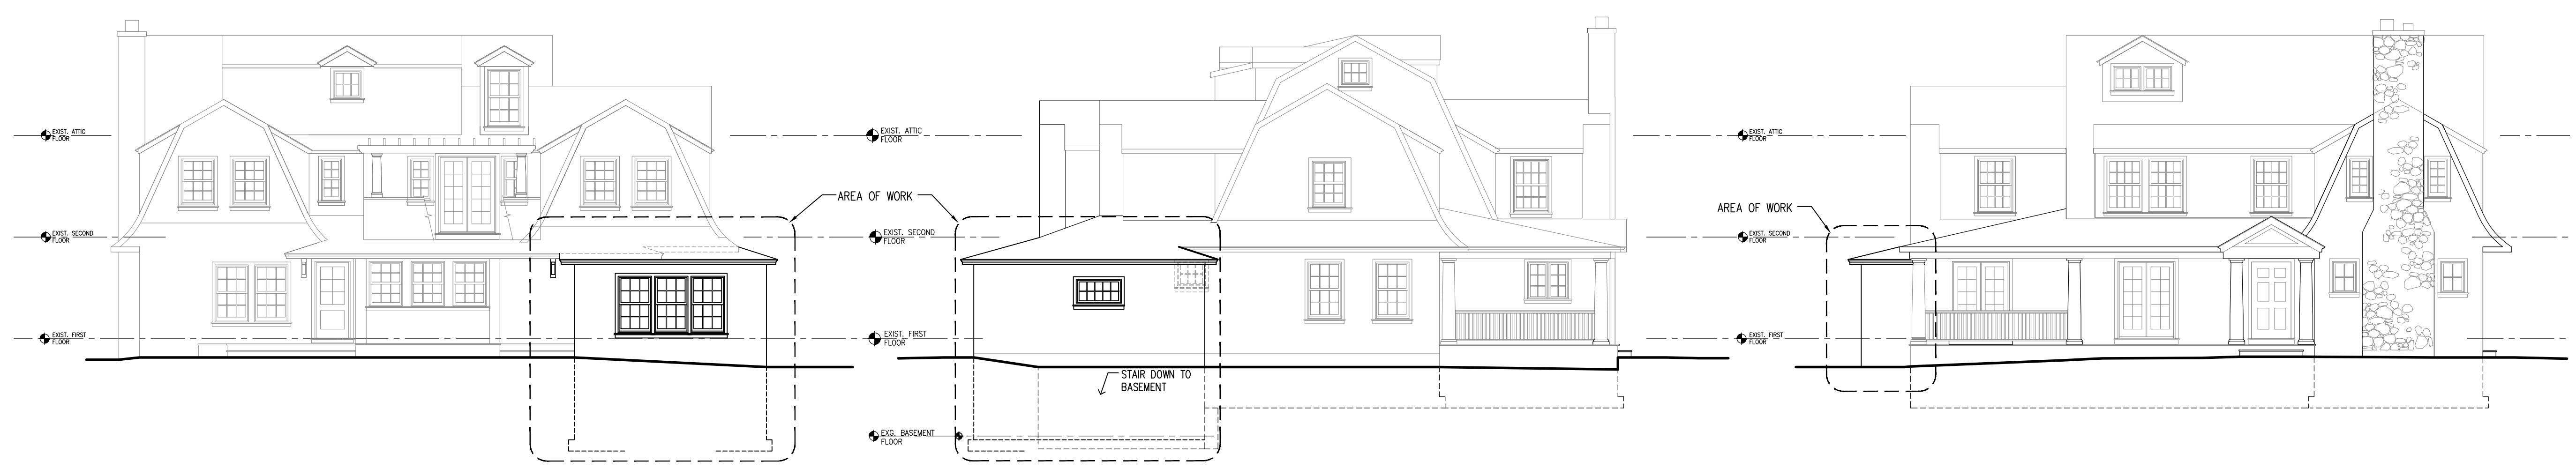 EXIST. ATTIC
FLOOR
EXIST. SECOND
FLOOR
EXIST. FIRST
FLOOR
AREA OF WORK
EXIST. ATTIC
FLOOR
EXIST. SECOND
FLOOR
EXIST. FIRST
FLOOR
STAIR DOWN TO
BASEMENT
EXG. BASEMENT
FLOOR
AREA OF WORK
EXIST. ATTIC
FLOOR
EXIST. SECOND
FLOOR
EXIST. FIRST
FLOOR